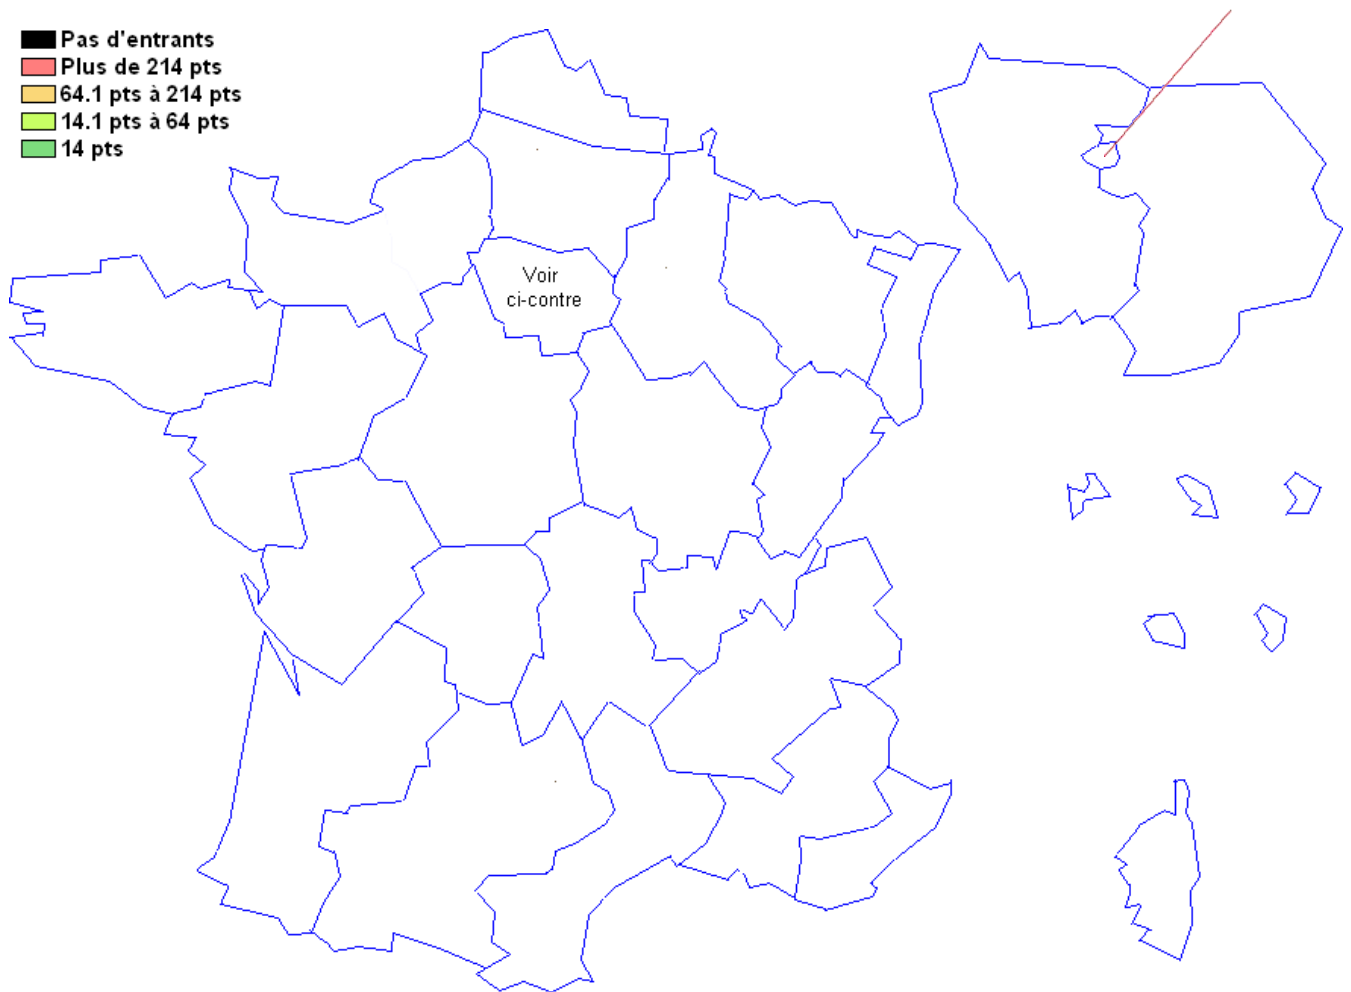 Pas d'entrants
Plus de 214 pts
64.1 pts à 214 pts
14.1 pts à 64 pts
14 pts
Voir
ci-contre